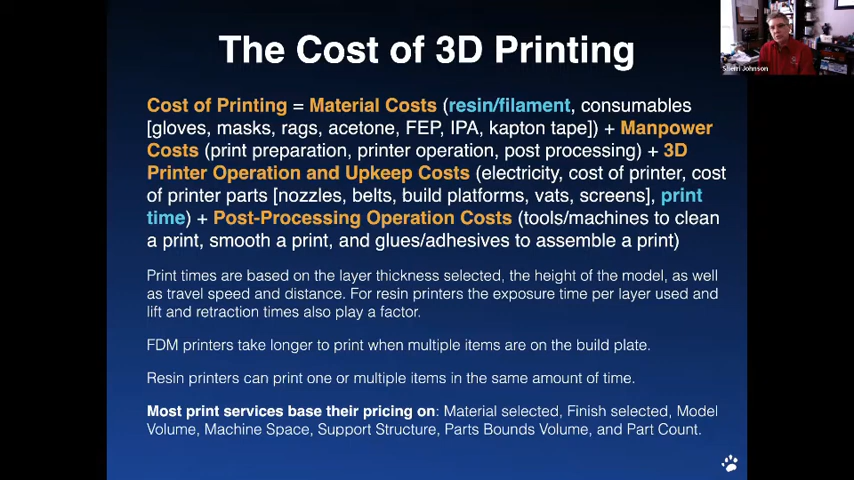 The Cost of 3D Printing
Sherri Johnson
Cost of Printing = Material Costs (resin/filament, consumables
[gloves, masks, rags, acetone, FEP, IPA, kapton tape]) + Manpower
Costs (print preparation, printer operation, post processing) + 3D
Printer Operation and Upkeep Costs (electricity, cost of printer, cost
of printer parts [nozzles, belts, build platforms, vats, screens], print
time) + Post-Processing Operation Costs (tools/machines to clean
a print, smooth a print, and glues/adhesives to assemble a print)
Print times are based on the layer thickness selected, the height of the model, as well
as travel speed and distance. For resin printers the exposure time per layer used and
lift and retraction times also play a factor.
FDM printers take longer to print when multiple items are on the build plate.
Resin printers can print one or multiple items in the same amount of time.
Most print services base their pricing on: Material selected, Finish selected, Model
Volume, Machine Space, Support Structure, Parts Bounds Volume, and Part Count.